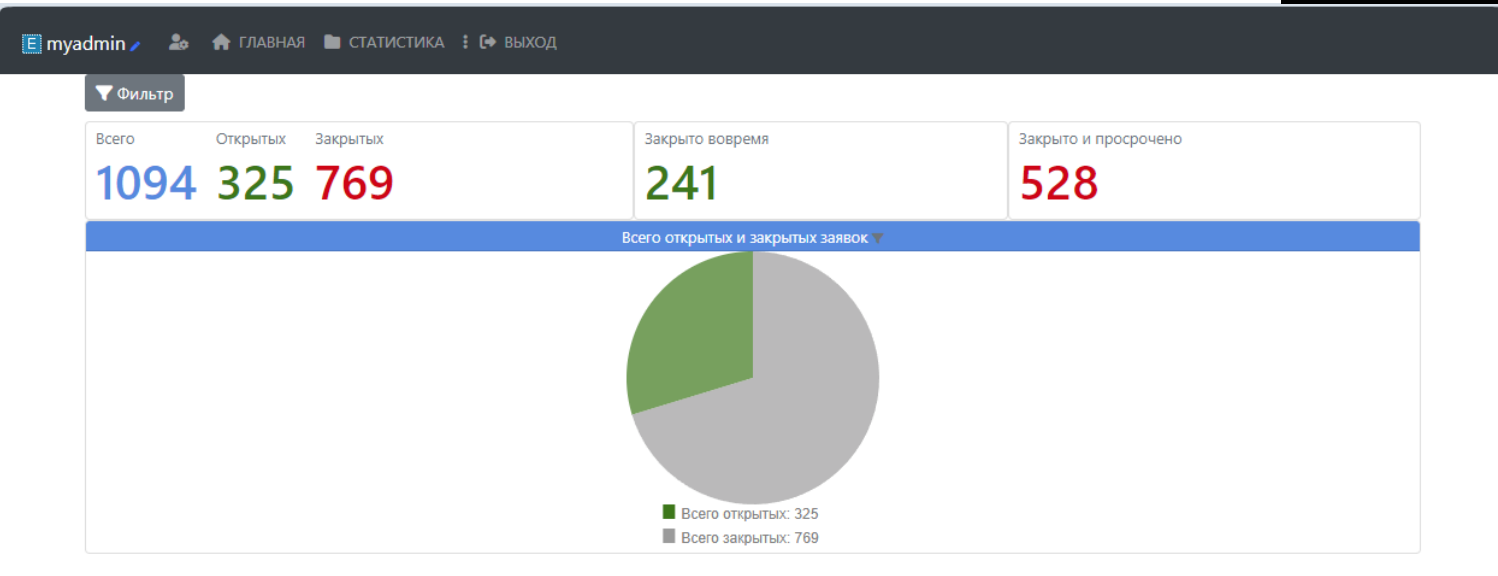 E myadmin ГЛАВНАЯ СТАТИСТИКА ВЫХОД
Фильтр
Всего Открытых Закрытых Закрыто вовремя Закрыто и просрочено
1094 325 769 241 528
Всего открытых и закрытых заявок
Всего открытых: 325
Всего закрытых: 769